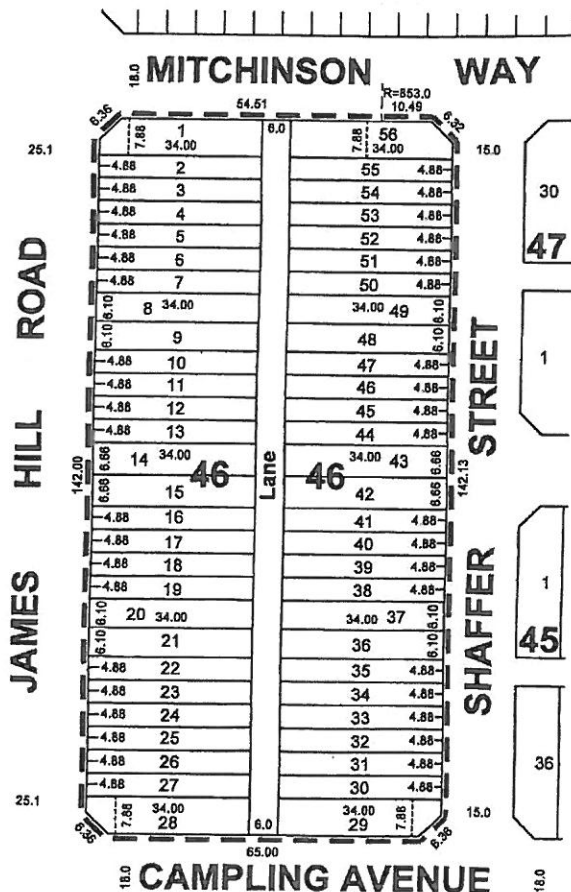 18.0 MITCHINSON WAY
54.51 R=853.0
10.49
6.36 6.32
25.1 15.0
7.88 1 34.00 6.0 7.88 56 34.00
4.88 2 55 4.88
4.88 3 54 4.88
4.88 4 53 4.88
4.88 5 52 4.88
4.88 6 51 4.88
4.88 7 50 4.88
6.10 8 34.00 34.00 49 6.10
6.10 9 48 6.10
4.88 10 47 4.88
4.88 11 46 4.88
4.88 12 45 4.88
4.88 13 44 4.88
6.66 14 34.00 34.00 43 6.66
46 Lane 46
6.66 15 42 6.66
4.88 16 41 4.88
4.88 17 40 4.88
4.88 18 39 4.88
4.88 19 38 4.88
6.10 20 34.00 34.00 37 6.10
6.10 21 36 6.10
4.88 22 35 4.88
4.88 23 34 4.88
4.88 24 33 4.88
4.88 25 32 4.88
4.88 26 31 4.88
4.88 27 30 4.88
7.88 34.00 28 6.0 34.00 29 7.88
25.1 15.0
6.36 6.36
65.00
18.0 CAMPLING AVENUE 18.0
JAMES HILL ROAD
142.00
142.13
SHAFFER STREET
30
47
1
1
45
36